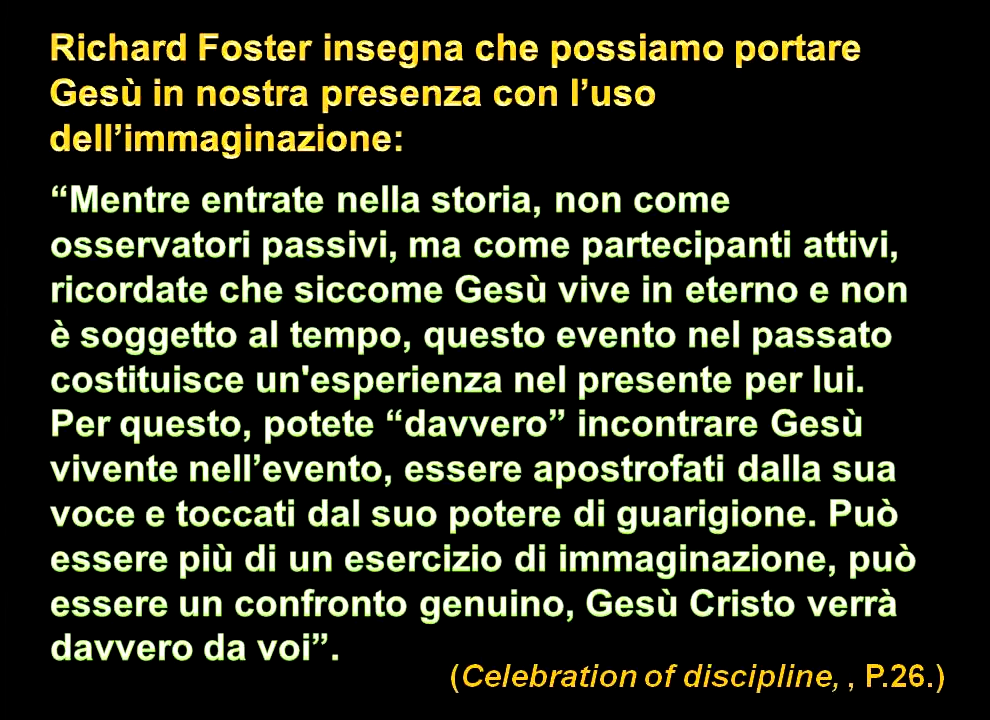 Richard Foster insegna che possiamo portare
Gesù in nostra presenza con l’uso
dell’immaginazione:
“Mentre entrate nella storia, non come
osservatori passivi, ma come partecipanti attivi,
ricordate che siccome Gesù vive in eterno e non
è soggetto al tempo, questo evento nel passato
costituisce un'esperienza nel presente per lui.
Per questo, potete “davvero” incontrare Gesù
vivente nell’evento, essere apostrofati dalla sua
voce e toccati dal suo potere di guarigione. Può
essere più di un esercizio di immaginazione, può
essere un confronto genuino, Gesù Cristo verrà
davvero da voi”.
(Celebration of discipline, , P.26.)